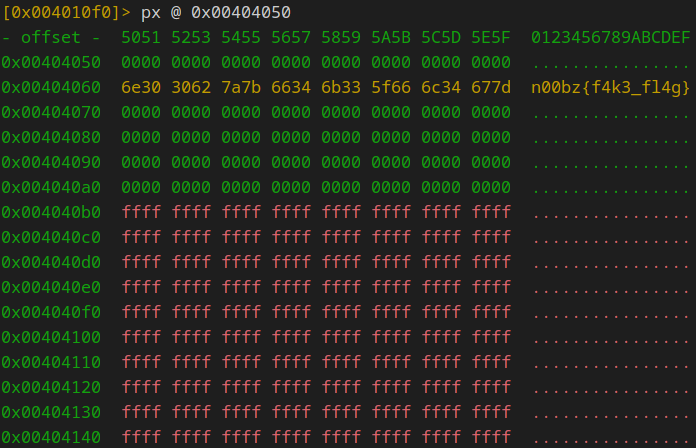 [0x004010f0]> px @ 0x00404050
- offset -  5051 5253 5455 5657 5859 5A5B 5C5D 5E5F  0123456789ABCDEF
0x00404050  0000 0000 0000 0000 0000 0000 0000 0000  ................
0x00404060  6e30 3062 7a7b 6634 6b33 5f66 6c34 677d  n00bz{f4k3_fl4g}
0x00404070  0000 0000 0000 0000 0000 0000 0000 0000  ................
0x00404080  0000 0000 0000 0000 0000 0000 0000 0000  ................
0x00404090  0000 0000 0000 0000 0000 0000 0000 0000  ................
0x004040a0  0000 0000 0000 0000 0000 0000 0000 0000  ................
0x004040b0  ffff ffff ffff ffff ffff ffff ffff ffff  ................
0x004040c0  ffff ffff ffff ffff ffff ffff ffff ffff  ................
0x004040d0  ffff ffff ffff ffff ffff ffff ffff ffff  ................
0x004040e0  ffff ffff ffff ffff ffff ffff ffff ffff  ................
0x004040f0  ffff ffff ffff ffff ffff ffff ffff ffff  ................
0x00404100  ffff ffff ffff ffff ffff ffff ffff ffff  ................
0x00404110  ffff ffff ffff ffff ffff ffff ffff ffff  ................
0x00404120  ffff ffff ffff ffff ffff ffff ffff ffff  ................
0x00404130  ffff ffff ffff ffff ffff ffff ffff ffff  ................
0x00404140  ffff ffff ffff ffff ffff ffff ffff ffff  ................